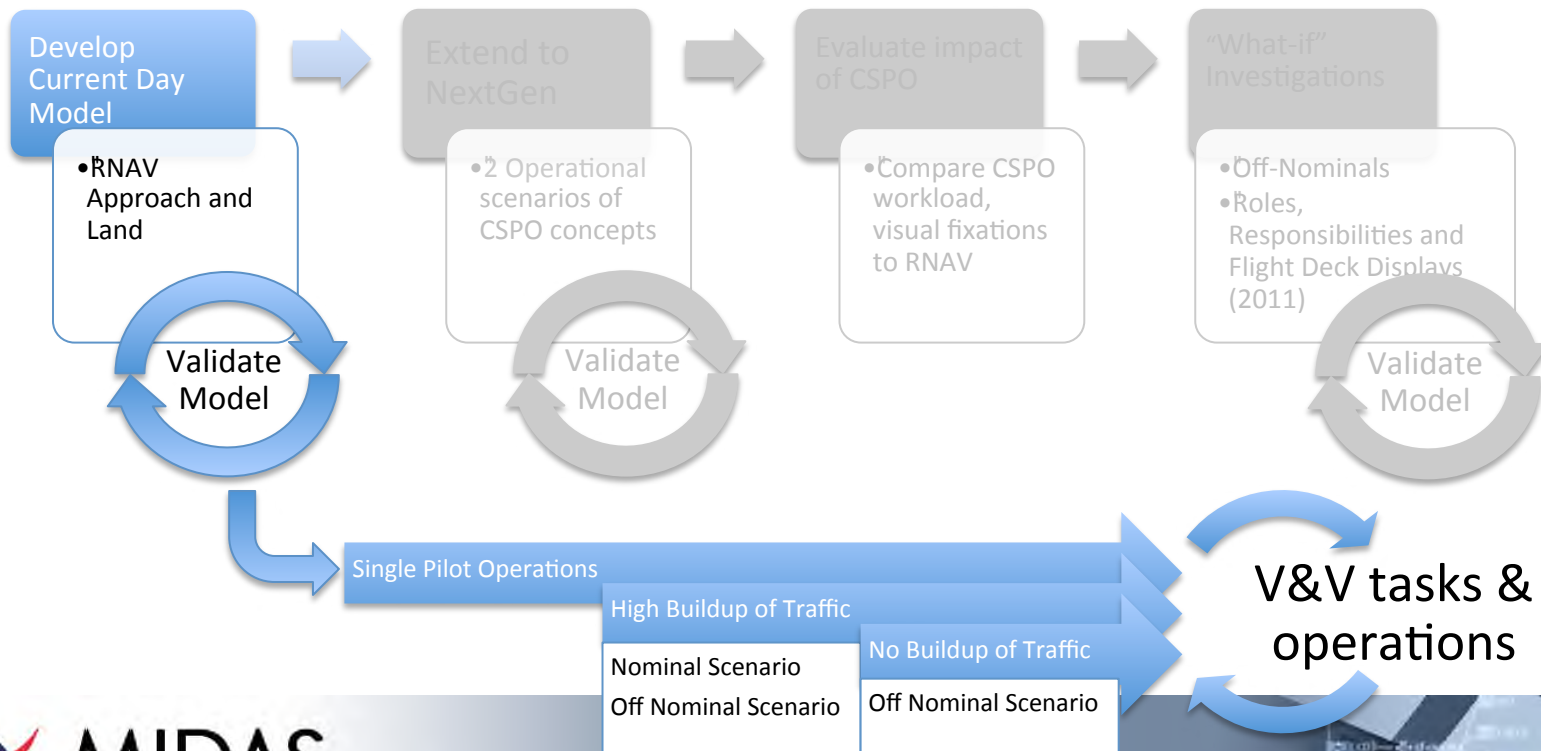 Develop
Current Day
Model
•RNAV
Approach and
Land
Validate
Model
Extend to
NextGen
•2 Operational
scenarios of
CSPO concepts
Validate
Model
Evaluate impact
of CSPO
•Compare CSPO
workload,
visual fixations
to RNAV
“What-if”
Investigations
•Off-Nominals
•Roles,
Responsibilities and
Flight Deck Displays
(2011)
Validate
Model
Single Pilot Operations
High Buildup of Traffic
Nominal Scenario
Off Nominal Scenario
No Buildup of Traffic
Off Nominal Scenario
V&V tasks &
operations
MIDAS